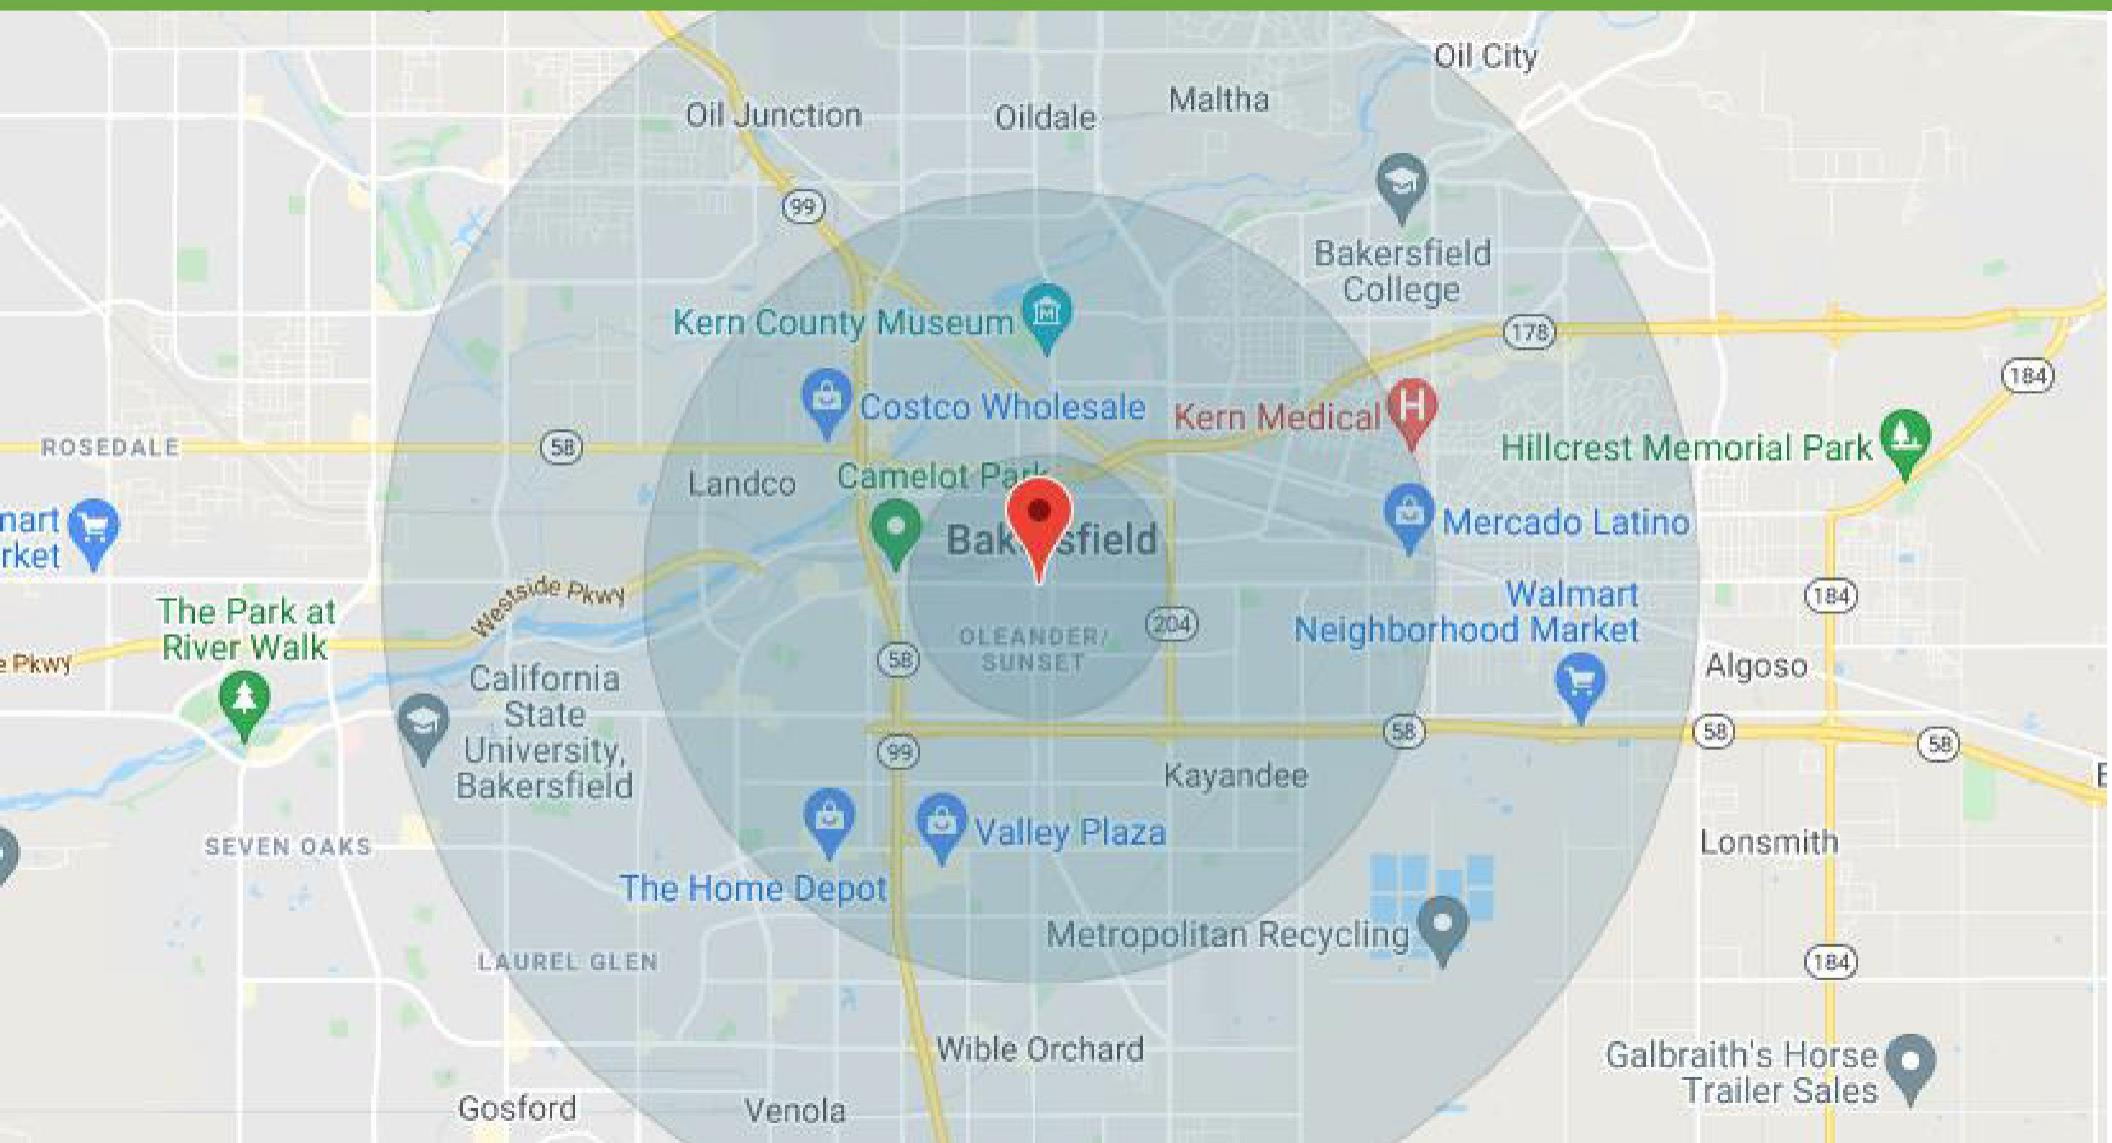 Oil City
Maltha
Oil Junction
Oildale
99
Bakersfield
College
Kern County Museum
178
184
Costco Wholesale
Kern Medical
Hillcrest Memorial Park
ROSEDALE
58
Landco
Camelot Park
Mercado Latino
Westside Pkwy
Walmart
Neighborhood Market
184
The Park at
River Walk
204
OLEANDER/
SUNSET
58
Pkwy
California
State
University,
Bakersfield
Algoso
58
58
58
99
Kayandee
Valley Plaza
SEVEN OAKS
Lonsmith
The Home Depot
Metropolitan Recycling
LAUREL GLEN
184
Wible Orchard
Galbraith's Horse
Trailer Sales
Gosford
Venola